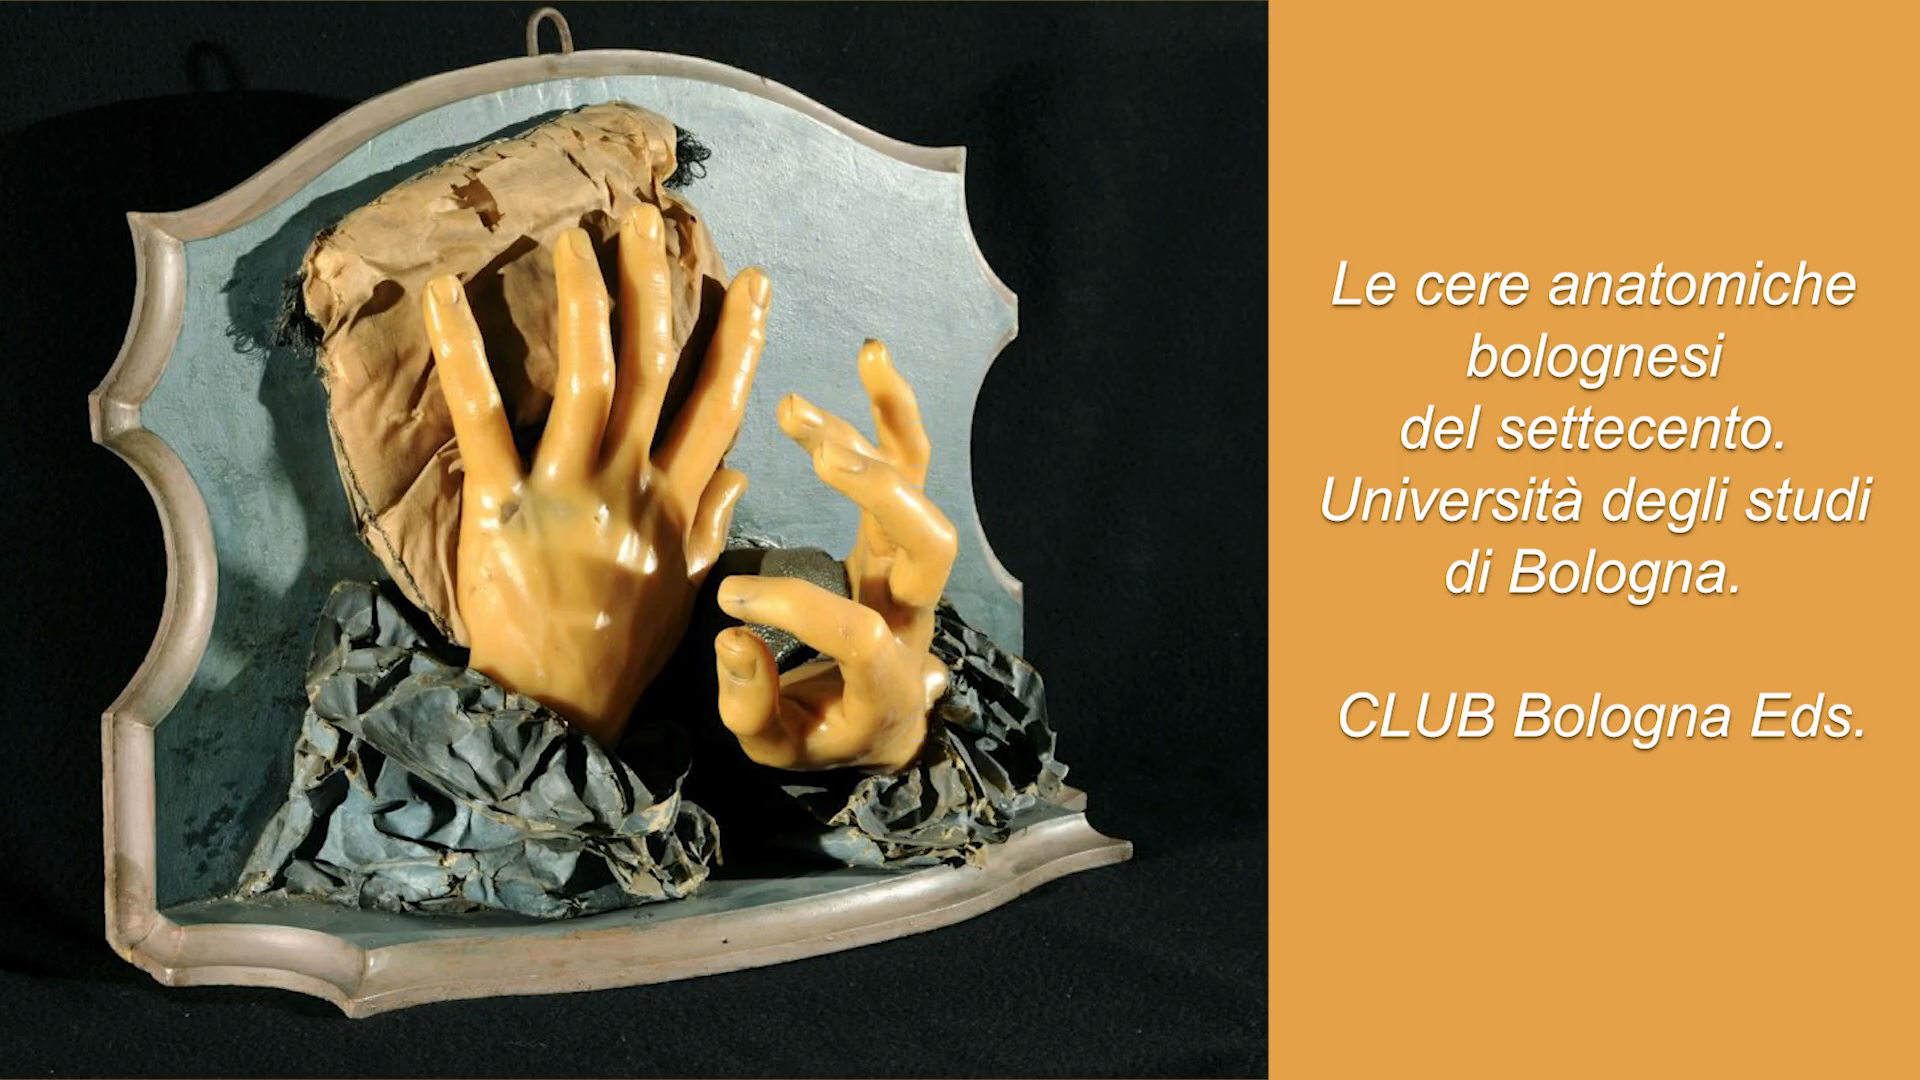 Le cere anatomiche
bolognesi
del settecento.
Università degli studi
di Bologna.
CLUB Bologna Eds.